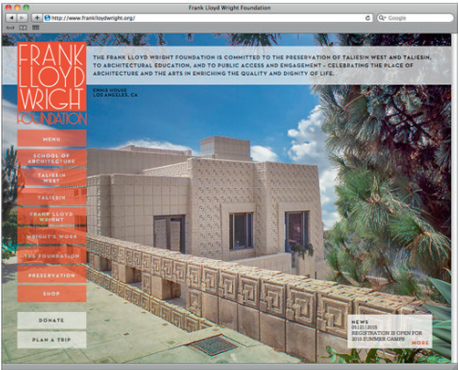 Frank Lloyd Wright Foundation
http://www.franklloydwright.org/
Google
FRANK
LLOYD
WRIGHT
FOUNDATION
THE FRANK LLOYD WRIGHT FOUNDATION IS COMMITTED TO THE PRESERVATION OF TALIESIN WEST AND TALIESIN,
TO ARCHITECTURAL EDUCATION, AND TO PUBLIC ACCESS AND ENGAGEMENT – CELEBRATING THE PLACE OF
ARCHITECTURE AND THE ARTS IN ENRICHING THE QUALITY AND DIGNITY OF LIFE.
ENNIS HOUSE
LOS ANGELES, CA
MENU
SCHOOL OF
ARCHITECTURE
TALIESIN
WEST
TALIESIN
FRANK LLOYD
WRIGHT
WRIGHT'S WORK
THE FOUNDATION
PRESERVATION
SHOP
DONATE
PLAN A TRIP
NEWS
REGISTRATION IS OPEN FOR
2015 SUMMER CAMPS
MORE